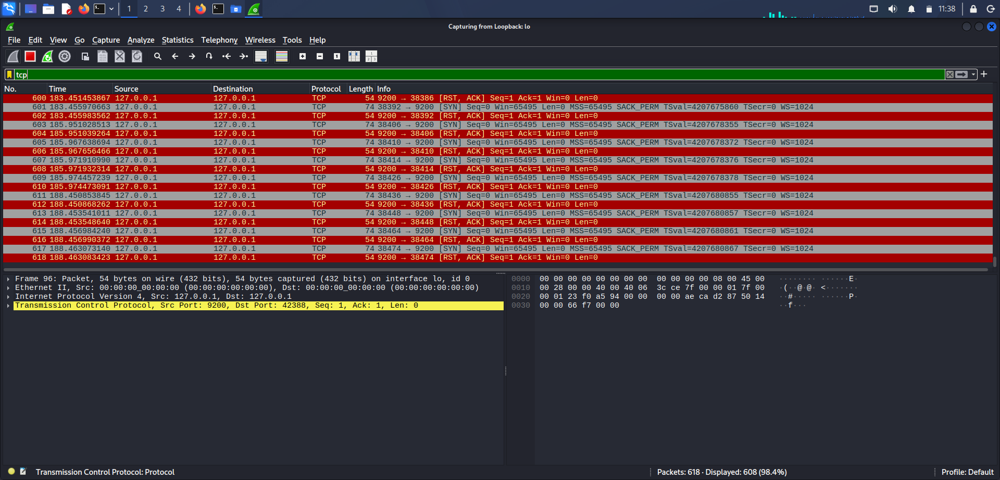 1 2 3 4 11:38
Capturing from Loopback: lo
File Edit View Go Capture Analyze Statistics Telephony Wireless Tools Help
tcp
No. Time Source Destination Protocol Length Info
600 183.451453867 127.0.0.1 127.0.0.1 TCP 54 9200 → 38386 [RST, ACK] Seq=1 Ack=1 Win=0 Len=0
601 183.455970663 127.0.0.1 127.0.0.1 TCP 74 38392 → 9200 [SYN] Seq=0 Win=65495 Len=0 MSS=65495 SACK_PERM TSval=4207675860 TSecr=0 WS=1024
602 183.455983562 127.0.0.1 127.0.0.1 TCP 54 9200 → 38392 [RST, ACK] Seq=1 Ack=1 Win=0 Len=0
603 185.951028513 127.0.0.1 127.0.0.1 TCP 74 38406 → 9200 [SYN] Seq=0 Win=65495 Len=0 MSS=65495 SACK_PERM TSval=4207678355 TSecr=0 WS=1024
604 185.951039264 127.0.0.1 127.0.0.1 TCP 54 9200 → 38406 [RST, ACK] Seq=1 Ack=1 Win=0 Len=0
605 185.967638694 127.0.0.1 127.0.0.1 TCP 74 38410 → 9200 [SYN] Seq=0 Win=65495 Len=0 MSS=65495 SACK_PERM TSval=4207678372 TSecr=0 WS=1024
606 185.967656466 127.0.0.1 127.0.0.1 TCP 54 9200 → 38410 [RST, ACK] Seq=1 Ack=1 Win=0 Len=0
607 185.971910990 127.0.0.1 127.0.0.1 TCP 74 38414 → 9200 [SYN] Seq=0 Win=65495 Len=0 MSS=65495 SACK_PERM TSval=4207678376 TSecr=0 WS=1024
608 185.971932314 127.0.0.1 127.0.0.1 TCP 54 9200 → 38414 [RST, ACK] Seq=1 Ack=1 Win=0 Len=0
609 185.974457239 127.0.0.1 127.0.0.1 TCP 74 38426 → 9200 [SYN] Seq=0 Win=65495 Len=0 MSS=65495 SACK_PERM TSval=4207678378 TSecr=0 WS=1024
610 185.974473091 127.0.0.1 127.0.0.1 TCP 54 9200 → 38426 [RST, ACK] Seq=1 Ack=1 Win=0 Len=0
611 188.450853845 127.0.0.1 127.0.0.1 TCP 74 38436 → 9200 [SYN] Seq=0 Win=65495 Len=0 MSS=65495 SACK_PERM TSval=4207680855 TSecr=0 WS=1024
612 188.450868262 127.0.0.1 127.0.0.1 TCP 54 9200 → 38436 [RST, ACK] Seq=1 Ack=1 Win=0 Len=0
613 188.453541011 127.0.0.1 127.0.0.1 TCP 74 38448 → 9200 [SYN] Seq=0 Win=65495 Len=0 MSS=65495 SACK_PERM TSval=4207680857 TSecr=0 WS=1024
614 188.453548640 127.0.0.1 127.0.0.1 TCP 54 9200 → 38448 [RST, ACK] Seq=1 Ack=1 Win=0 Len=0
615 188.456984240 127.0.0.1 127.0.0.1 TCP 74 38464 → 9200 [SYN] Seq=0 Win=65495 Len=0 MSS=65495 SACK_PERM TSval=4207680861 TSecr=0 WS=1024
616 188.456990372 127.0.0.1 127.0.0.1 TCP 54 9200 → 38464 [RST, ACK] Seq=1 Ack=1 Win=0 Len=0
617 188.463073140 127.0.0.1 127.0.0.1 TCP 74 38474 → 9200 [SYN] Seq=0 Win=65495 Len=0 MSS=65495 SACK_PERM TSval=4207680867 TSecr=0 WS=1024
618 188.463083423 127.0.0.1 127.0.0.1 TCP 54 9200 → 38474 [RST, ACK] Seq=1 Ack=1 Win=0 Len=0
Frame 96: Packet, 54 bytes on wire (432 bits), 54 bytes captured (432 bits) on interface lo, id 0
Ethernet II, Src: 00:00:00_00:00:00 (00:00:00:00:00:00), Dst: 00:00:00_00:00:00 (00:00:00:00:00:00)
Internet Protocol Version 4, Src: 127.0.0.1, Dst: 127.0.0.1
Transmission Control Protocol, Src Port: 9200, Dst Port: 42388, Seq: 1, Ack: 1, Len: 0
0000 00 00 00 00 00 00 00 00 00 00 00 00 08 00 45 00 ········ ······E·
0010 00 28 00 00 40 00 40 06 3c ce 7f 00 00 01 7f 00 ·(··@·@· <·······
0020 00 01 23 f0 a5 94 00 00 00 00 ae ca d2 87 50 14 ··#····· ······P·
0030 00 00 66 f7 00 00 ··f···
Transmission Control Protocol: Protocol
Packets: 618 · Displayed: 608 (98.4%)
Profile: Default